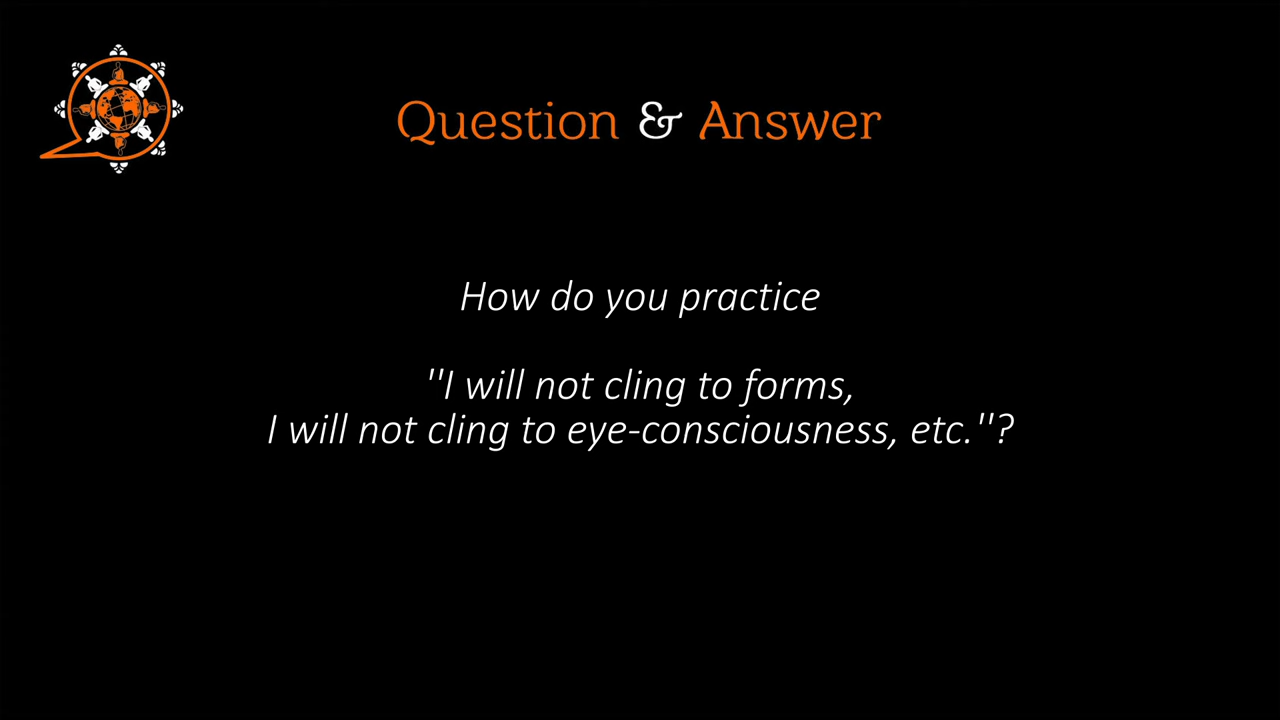 Question & Answer
How do you practice
"I will not cling to forms,
I will not cling to eye-consciousness, etc."?